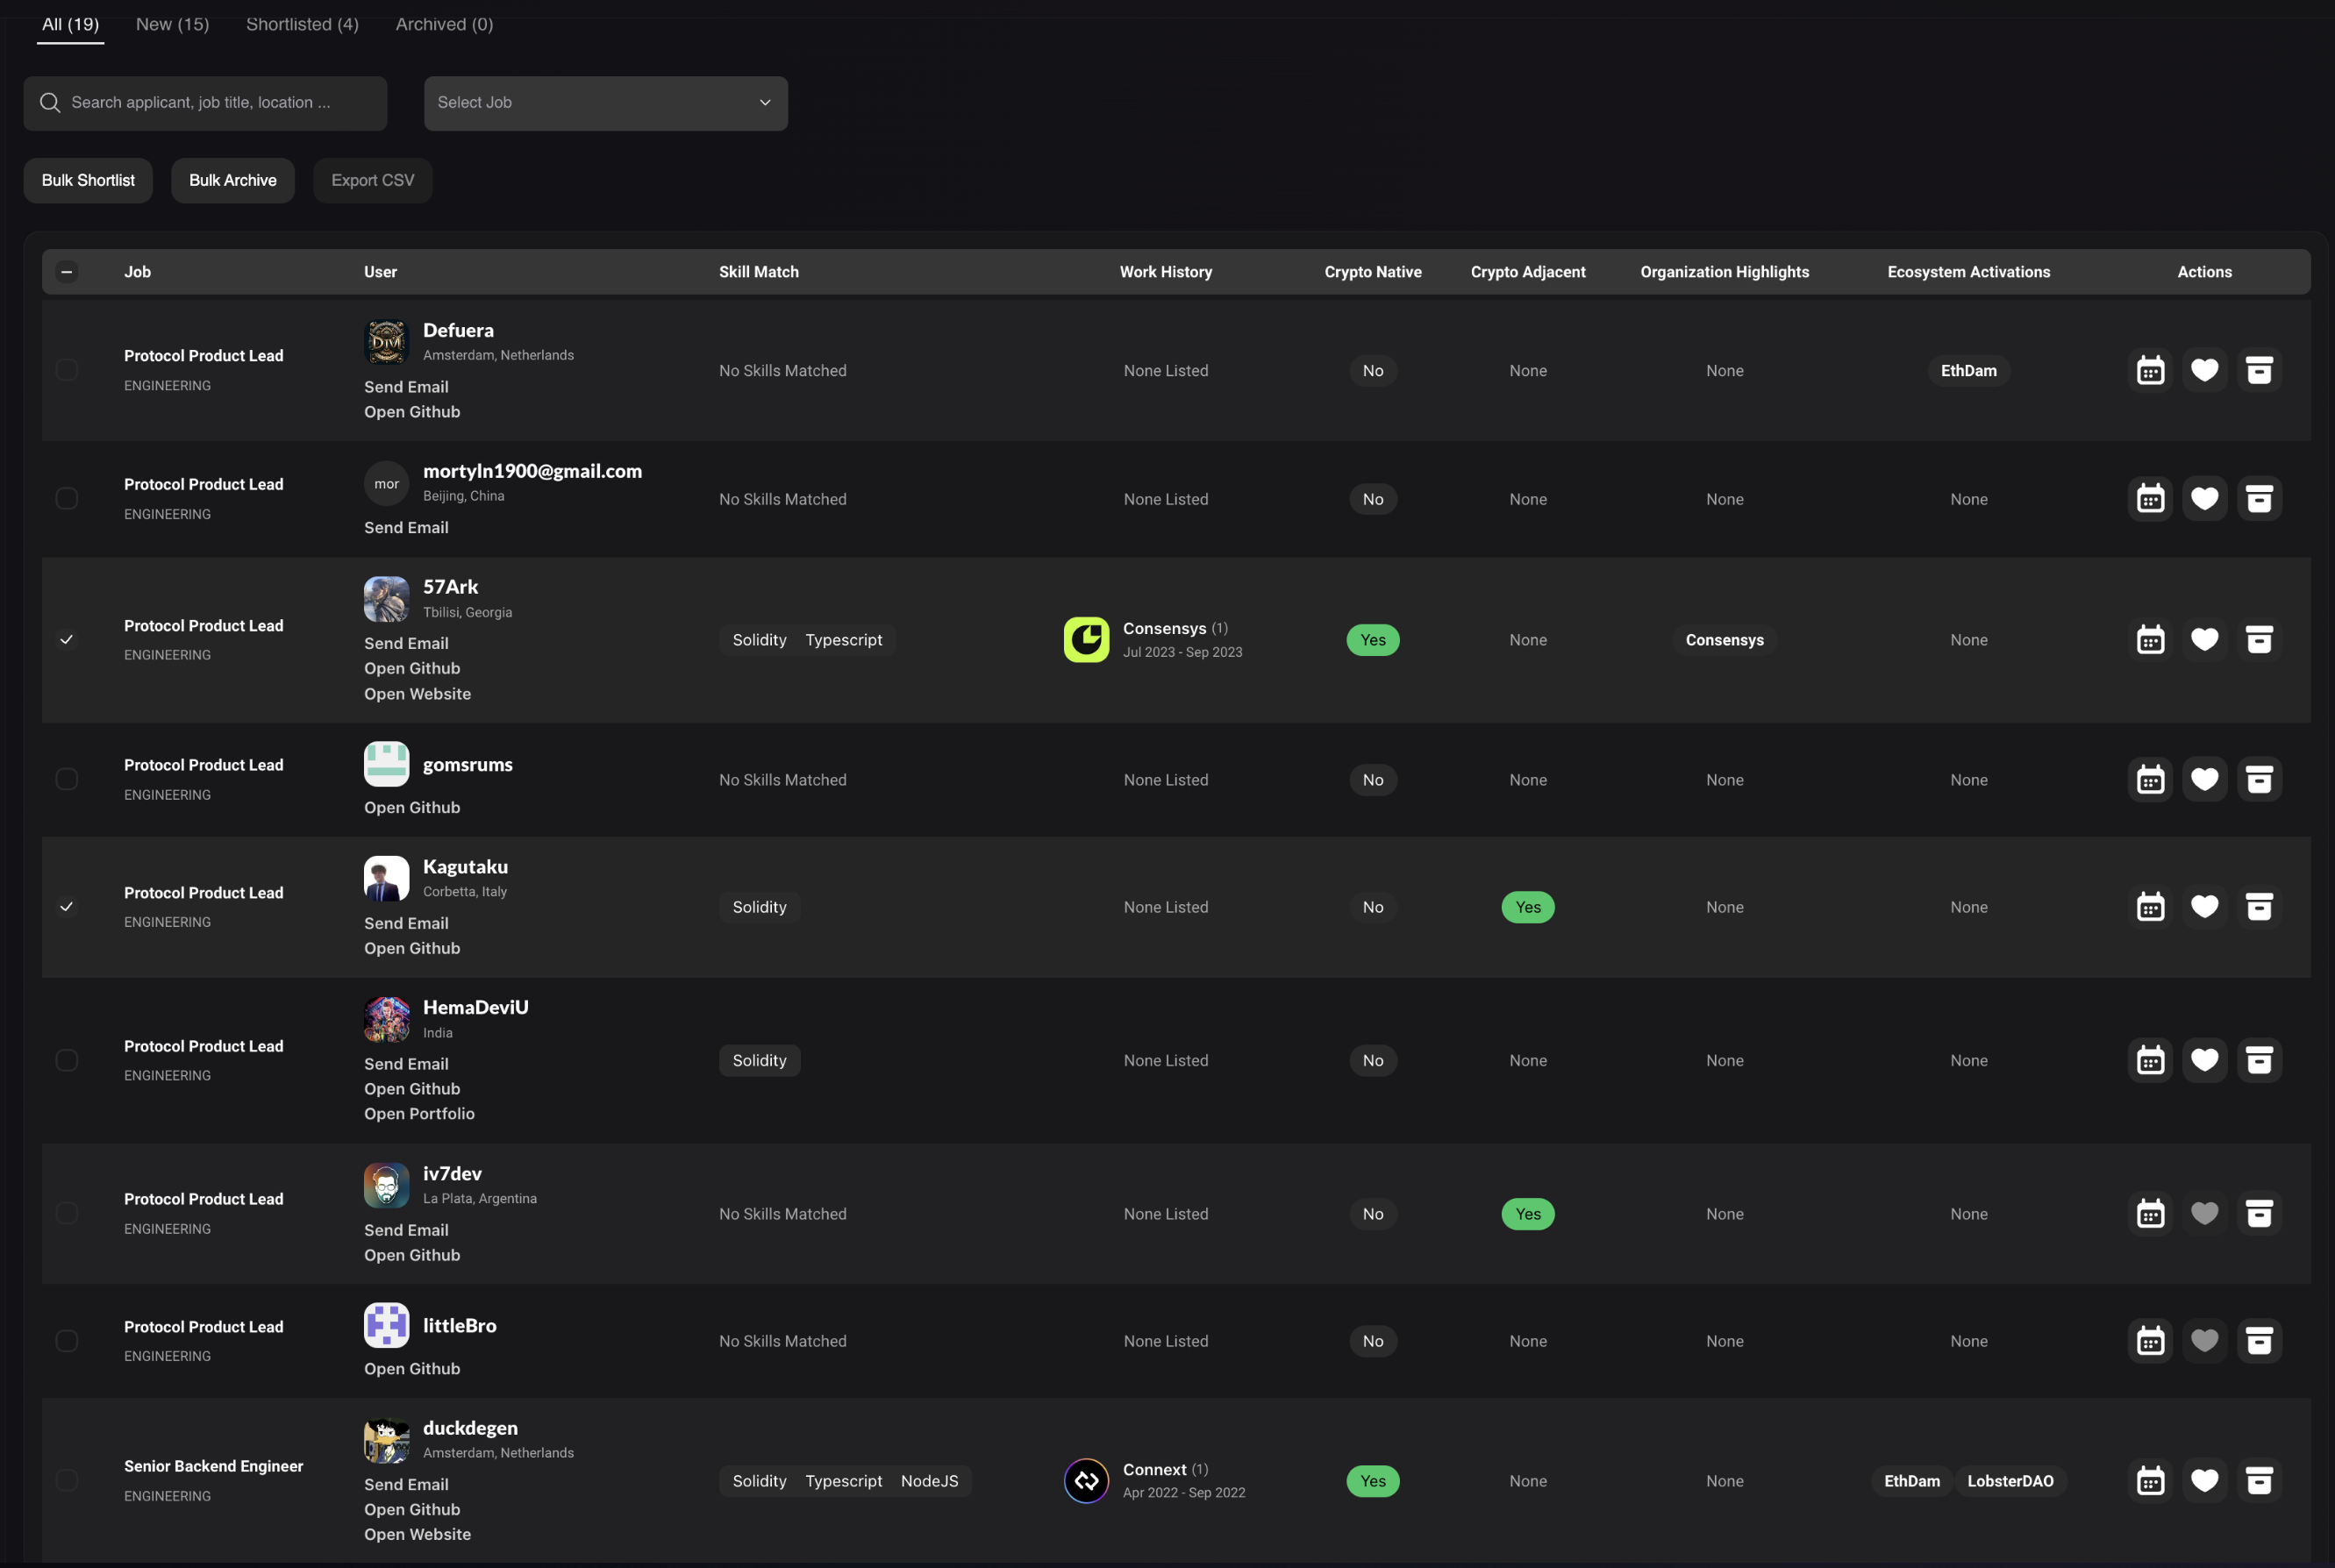 All (19) New (15) Shortlisted (4) Archived (0)
Search applicant, job title, location ... Select Job
Bulk Shortlist Bulk Archive Export CSV
Job User Skill Match Work History Crypto Native Crypto Adjacent Organization Highlights Ecosystem Activations Actions
Defuera
Amsterdam, Netherlands
Protocol Product Lead
ENGINEERING
Send Email
Open Github
No Skills Matched None Listed No None None EthDam
mor
mortyln1900@gmail.com
Beijing, China
Protocol Product Lead
ENGINEERING
Send Email
No Skills Matched None Listed No None None None
57Ark
Tbilisi, Georgia
Protocol Product Lead
ENGINEERING
Send Email
Open Github
Open Website
Solidity Typescript
Consensys (1)
Jul 2023 - Sep 2023
Yes None Consensys None
gomsrums
Protocol Product Lead
ENGINEERING
Open Github
No Skills Matched None Listed No None None None
Kagutaku
Corbetta, Italy
Protocol Product Lead
ENGINEERING
Send Email
Open Github
Solidity None Listed No Yes None None
HemaDeviU
India
Protocol Product Lead
ENGINEERING
Send Email
Open Github
Open Portfolio
Solidity None Listed No None None None
iv7dev
La Plata, Argentina
Protocol Product Lead
ENGINEERING
Send Email
Open Github
No Skills Matched None Listed No Yes None None
littleBro
Protocol Product Lead
ENGINEERING
Open Github
No Skills Matched None Listed No None None None
duckdegen
Amsterdam, Netherlands
Senior Backend Engineer
ENGINEERING
Send Email
Open Github
Open Website
Solidity Typescript NodeJS
Connext (1)
Apr 2022 - Sep 2022
Yes None None EthDam LobsterDAO